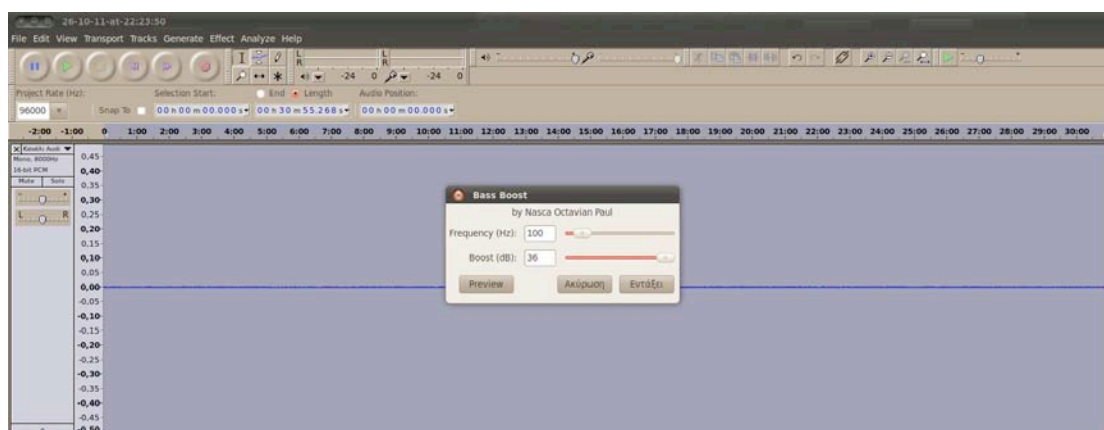 26-10-11-at-22:23:50
File Edit View Transport Tracks Generate Effect Analyze Help
L
R
L
R
-24 0 -24 0
Project Rate (Hz): Selection Start: End Length Audio Position:
96000 Snap To 00 h 00 m 00.000 s 00 h 30 m 55.268 s 00 h 00 m 00.000 s
-2:00 -1:00 0 1:00 2:00 3:00 4:00 5:00 6:00 7:00 8:00 9:00 10:00 11:00 12:00 13:00 14:00 15:00 16:00 17:00 18:00 19:00 20:00 21:00 22:00 23:00 24:00 25:00 26:00 27:00 28:00 29:00 30:00
Mono, 8000Hz
16-bit PCM
Mute Solo
- +
L R
0,45
0,40
0,35
0,30
0,25
0,20
0,15
0,10
0,05
0,00
-0,05
-0,10
-0,15
-0,20
-0,25
-0,30
-0,35
-0,40
-0,45
-0,50
Bass Boost
by Nasca Octavian Paul
Frequency (Hz): 100
Boost (dB): 36
Preview Ακύρωση Εντάξει